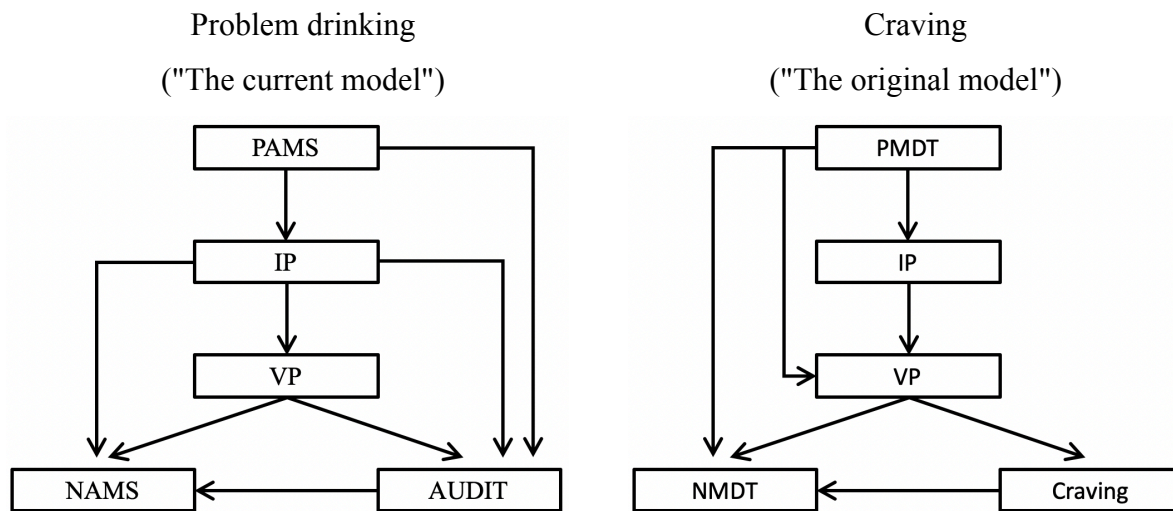 Problem drinking
("The current model")
PAMS
IP
VP
NAMS
AUDIT
Craving
("The original model")
PMDT
IP
VP
NMDT
Craving